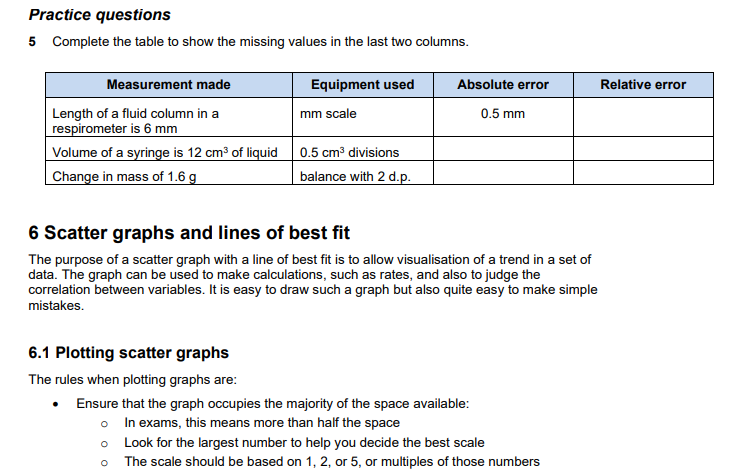 Practice questions
5 Complete the table to show the missing values in the last two columns.
Measurement made Equipment used Absolute error Relative error
Length of a fluid column in a respirometer is 6 mm mm scale 0.5 mm
Volume of a syringe is 12 cm³ of liquid 0.5 cm³ divisions
Change in mass of 1.6 g balance with 2 d.p.
6 Scatter graphs and lines of best fit
The purpose of a scatter graph with a line of best fit is to allow visualisation of a trend in a set of
data. The graph can be used to make calculations, such as rates, and also to judge the
correlation between variables. It is easy to draw such a graph but also quite easy to make simple
mistakes.
6.1 Plotting scatter graphs
The rules when plotting graphs are:
• Ensure that the graph occupies the majority of the space available:
o In exams, this means more than half the space
o Look for the largest number to help you decide the best scale
o The scale should be based on 1, 2, or 5, or multiples of those numbers